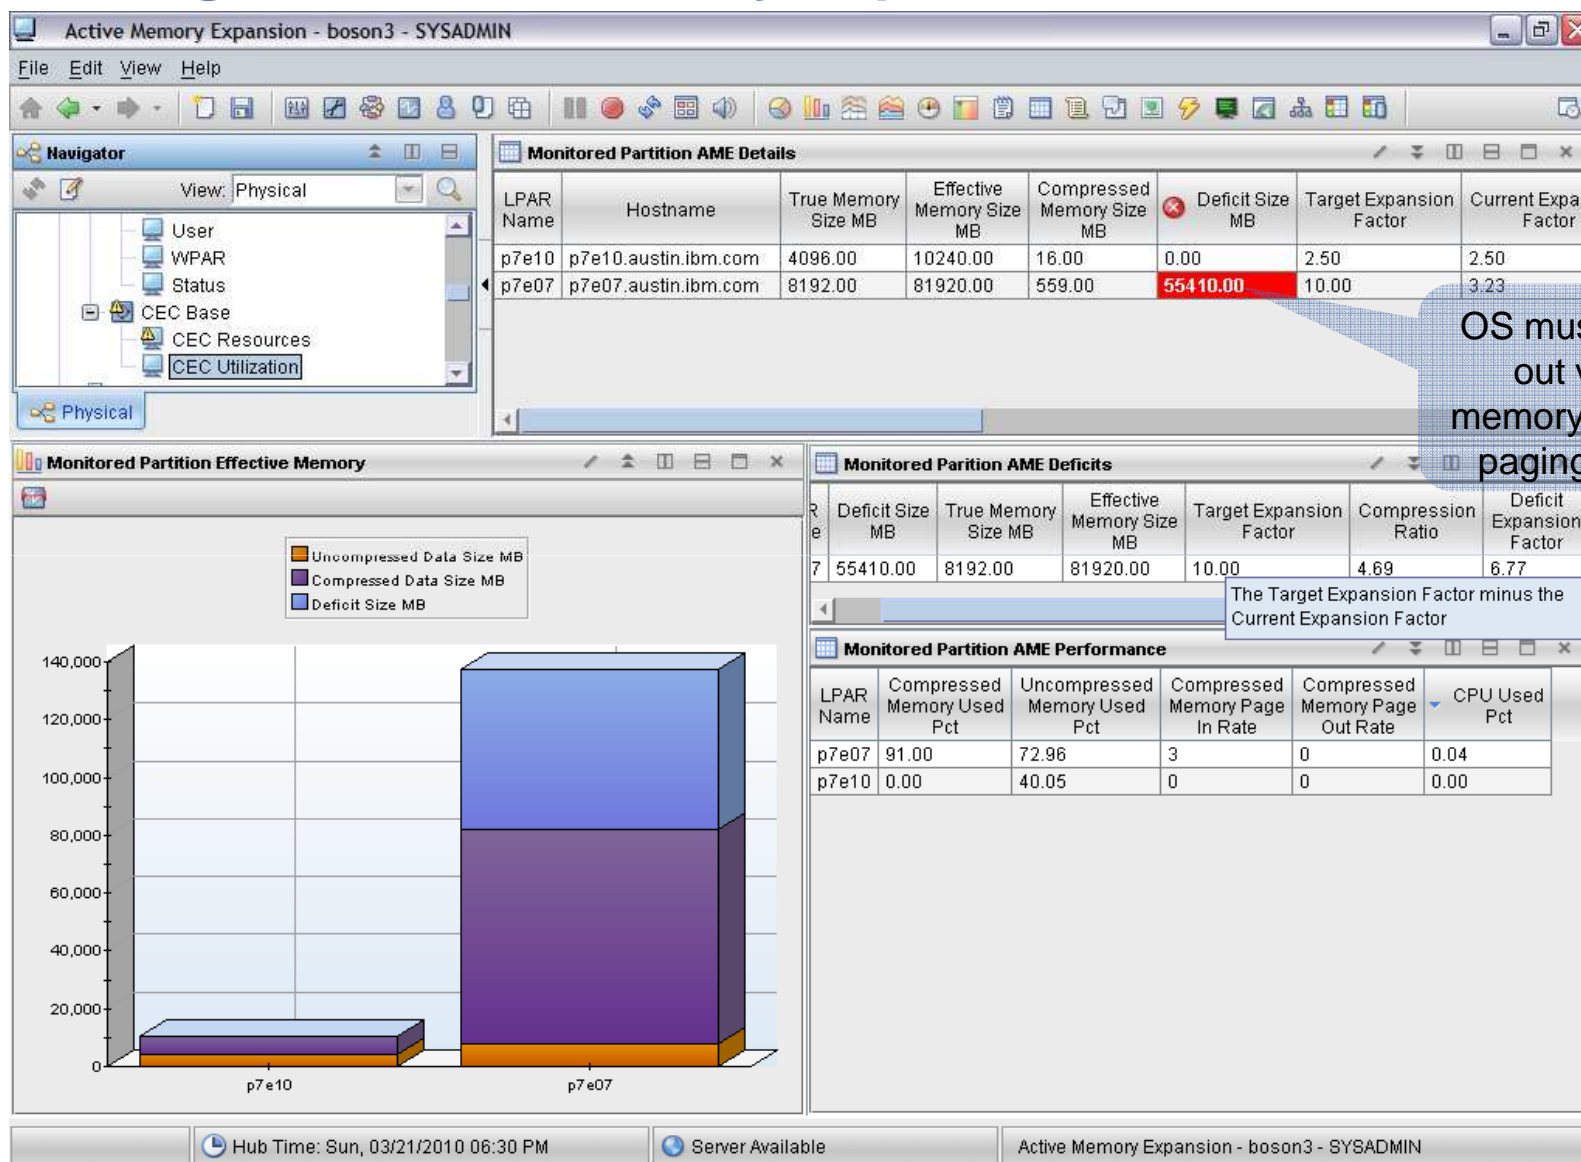 Active Memory Expansion - boson3 - SYSADMIN
File Edit View Help
Navigator
View: Physical
User
WPAR
Status
CEC Base
CEC Resources
CEC Utilization
Physical
Monitored Partition AME Details
LPAR Name Hostname True Memory Size MB Effective Memory Size MB Compressed Memory Size MB Deficit Size MB Target Expansion Factor Current Expa Factor
p7e10 p7e10.austin.ibm.com 4096.00 10240.00 16.00 0.00 2.50 2.50
p7e07 p7e07.austin.ibm.com 8192.00 81920.00 559.00 55410.00 10.00 3.23
OS mus
out v
memory
paging
Monitored Partition Effective Memory
Uncompressed Data Size MB
Compressed Data Size MB
Deficit Size MB
140,000
120,000
100,000
80,000
60,000
40,000
20,000
0
p7e10 p7e07
Monitored Parition AME Deficits
R e Deficit Size MB True Memory Size MB Effective Memory Size MB Target Expansion Factor Compression Ratio Deficit Expansion Factor
7 55410.00 8192.00 81920.00 10.00 4.69 6.77
The Target Expansion Factor minus the
Current Expansion Factor
Monitored Partition AME Performance
LPAR Name Compressed Memory Used Pct Uncompressed Memory Used Pct Compressed Memory Page In Rate Compressed Memory Page Out Rate CPU Used Pct
p7e07 91.00 72.96 3 0 0.04
p7e10 0.00 40.05 0 0 0.00
Hub Time: Sun, 03/21/2010 06:30 PM
Server Available
Active Memory Expansion - boson3 - SYSADMIN